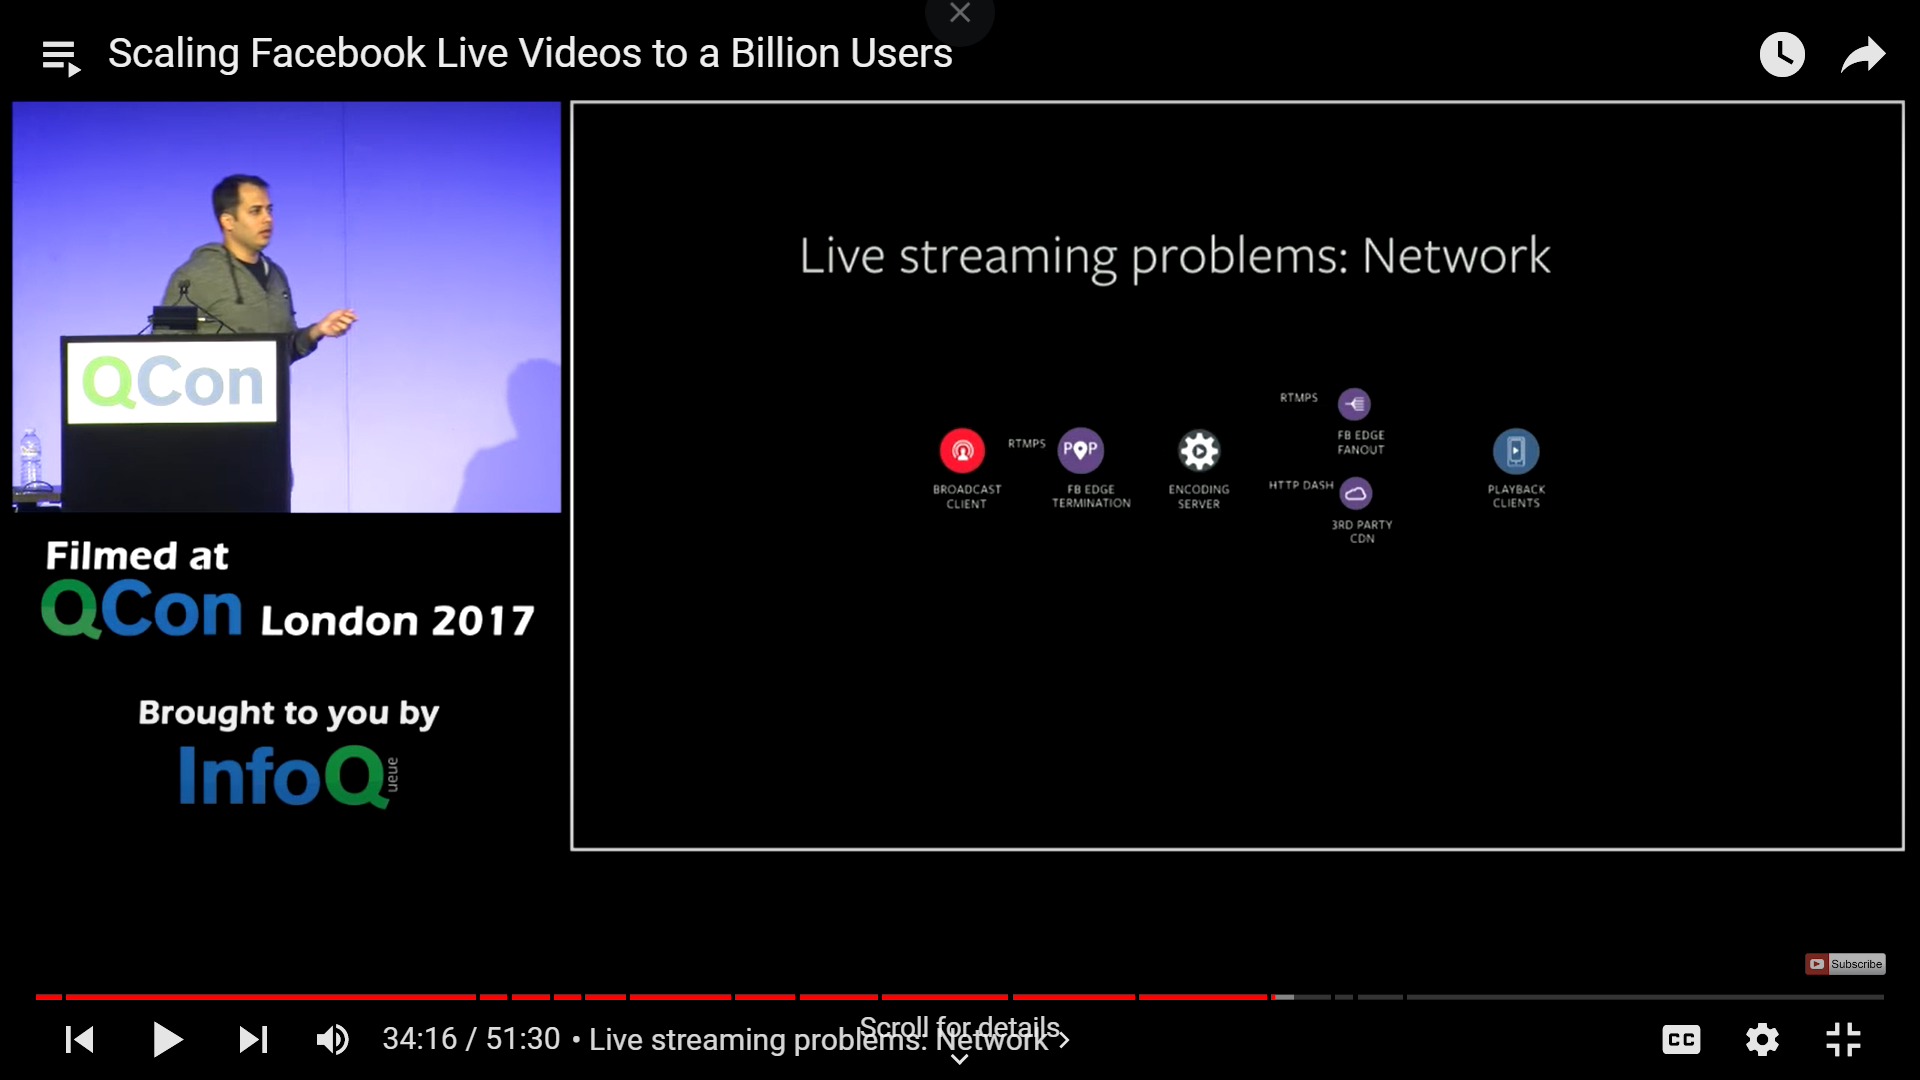 Scaling Facebook Live Videos to a Billion Users
QCon
Filmed at
QCon London 2017
Brought to you by
InfoQ
ueue
Live streaming problems: Network
BROADCAST
CLIENT
RTMPS
POP
FB EDGE
TERMINATION
ENCODING
SERVER
RTMPS
FB EDGE
FANOUT
HTTP DASH
3RD PARTY
CDN
PLAYBACK
CLIENTS
Subscribe
Scroll for details
34:16 / 51:30 • Live streaming problems: Network
CC